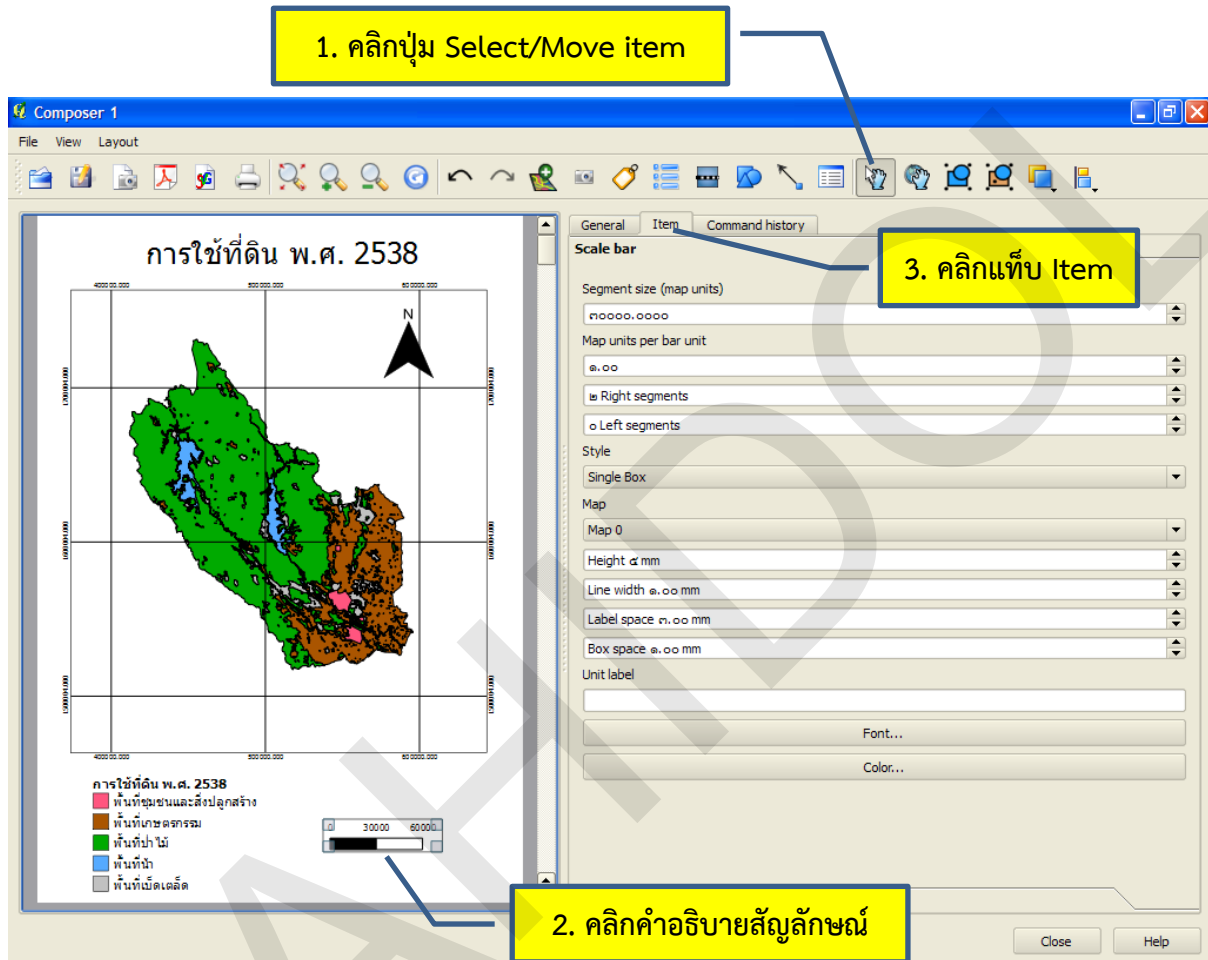 1. คลิกปุ่ม Select/Move item
Composer 1
File View Layout
การใช้ที่ดิน พ.ศ. 2538
N
General Item Command history
3. คลิกแท็บ Item
Scale bar
Segment size (map units)
๓๐๐๐๐.๐๐๐๐
Map units per bar unit
๑.๐๐
๒ Right segments
๐ Left segments
Style
Single Box
Map
Map 0
Height ๕ mm
Line width ๑.๐๐ mm
Label space ๓.๐๐ mm
Box space ๑.๐๐ mm
Unit label
Font...
Color...
การใช้ที่ดิน พ.ศ. 2538
พื้นที่ชุมชนและสิ่งปลูกสร้าง
พื้นที่เกษตรกรรม
พื้นที่ป่าไม้
พื้นที่น้ำ
พื้นที่เบ็ดเตล็ด
0 30000 60000
2. คลิกคำอธิบายสัญลักษณ์
Close Help